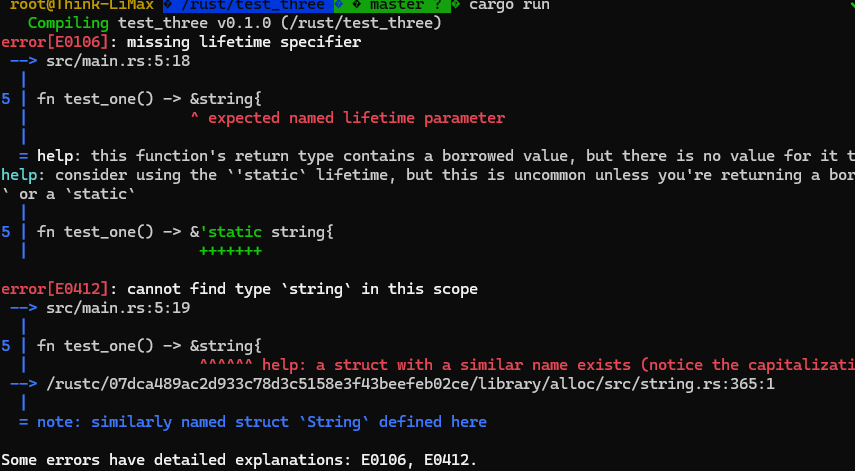 root@Think-LiMax � /rust/test_three � � master ? � cargo run
   Compiling test_three v0.1.0 (/rust/test_three)
error[E0106]: missing lifetime specifier
 --> src/main.rs:5:18
  |
5 | fn test_one() -> &string{
  |                  ^ expected named lifetime parameter
  |
  = help: this function's return type contains a borrowed value, but there is no value for it t
help: consider using the `'static` lifetime, but this is uncommon unless you're returning a bor
` or a `static`
  |
5 | fn test_one() -> &'static string{
  |                   +++++++

error[E0412]: cannot find type `string` in this scope
 --> src/main.rs:5:19
  |
5 | fn test_one() -> &string{
  |                   ^^^^^^ help: a struct with a similar name exists (notice the capitalizati
 --> /rustc/07dca489ac2d933c78d3c5158e3f43beefeb02ce/library/alloc/src/string.rs:365:1
  |
  = note: similarly named struct `String` defined here

Some errors have detailed explanations: E0106, E0412.